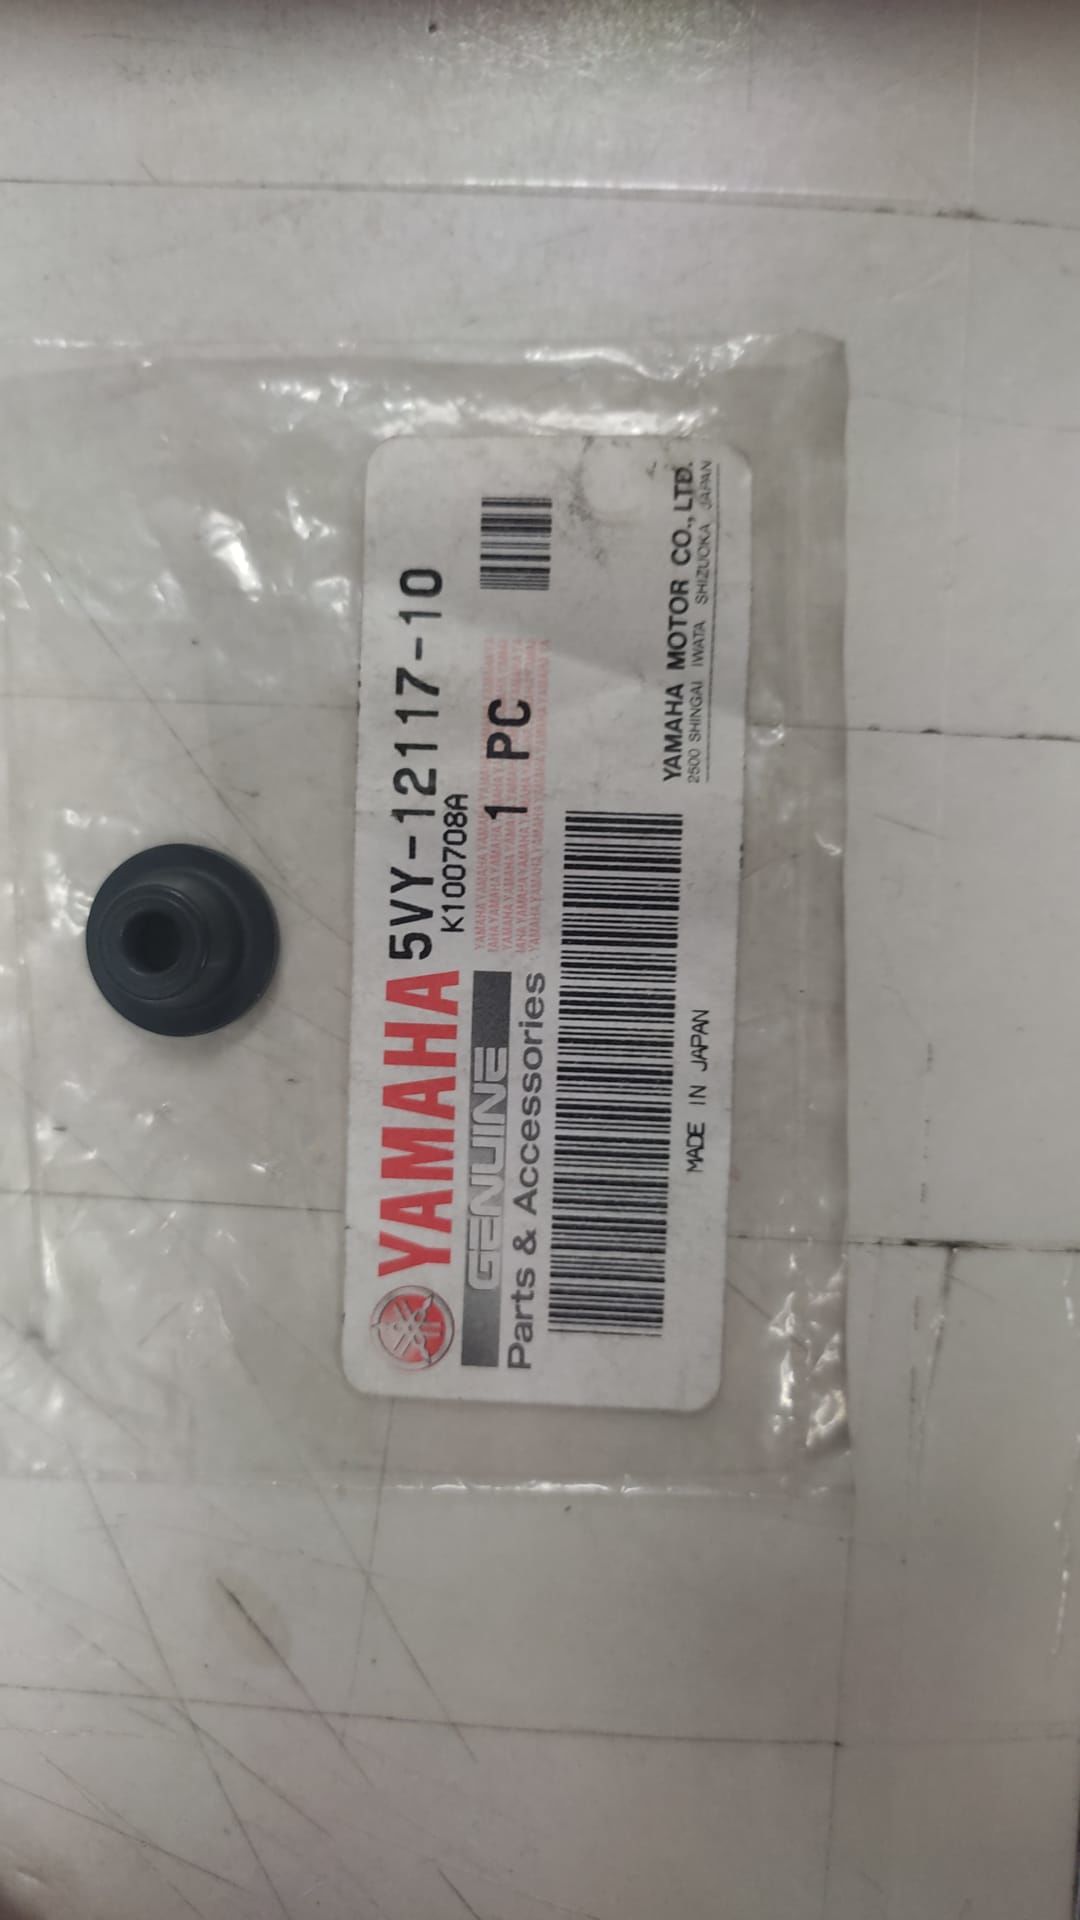 YAMAHA 5VY-12117-10
K100708A
GENUINE
1 PC
Parts & Accessories
YAMAHA MOTOR CO., LTD.
2500 SHINGAI IWATA SHIZUOKA JAPAN
MADE IN JAPAN